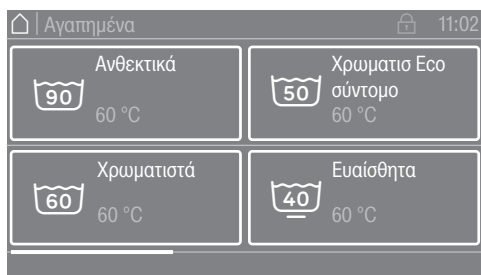 Αγαπημένα 11:02
90 Ανθεκτικά
60 °C
50 Χρωματισ Eco
σύντομο
60 °C
60 Χρωματιστά
60 °C
40 Ευαίσθητα
60 °C